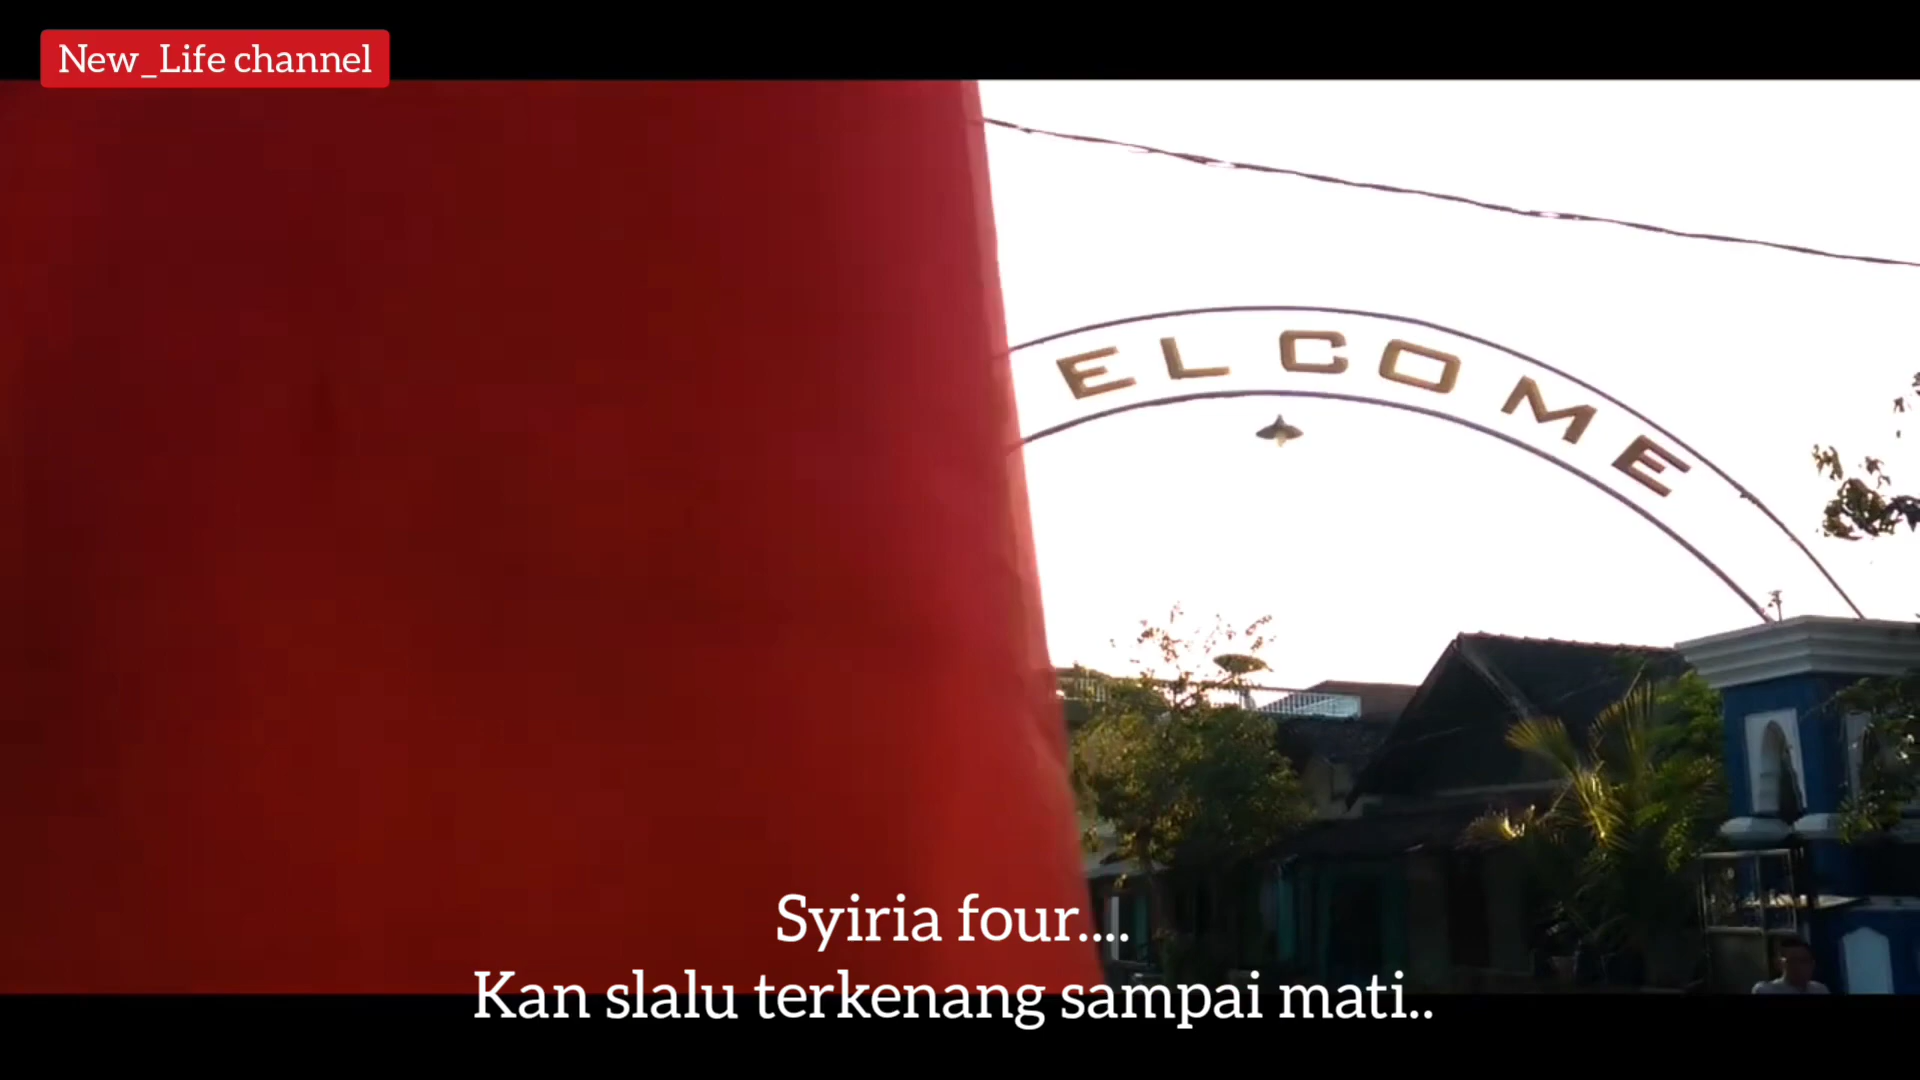 New_Life channel
ELCOME
Syiria four....
Kan slalu terkenang sampai mati..